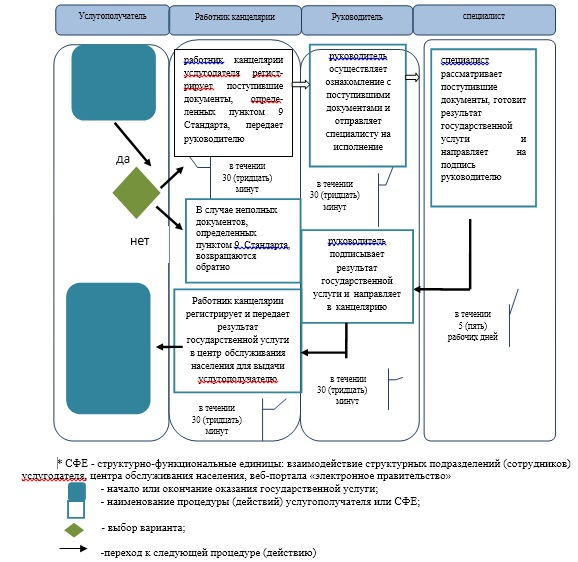 Услугополучатель
Работник канцелярии
Руководитель
специалист
работник канцелярии
услугодателя регист-
рирует поступившие
документы, опреде-
ленных пунктом 9
Стандарта, передает
руководителю
руководитель
осуществляет
ознакомление с
поступившими
документами и
отправляет
специалисту на
исполнение
специалист
рассматривает
поступившие
документы, готовит
результат
государственной
услуги и
направляет на
подпись
руководителю
да
в течении
30 (тридцать)
минут
в течении
30 (тридцать)
минут
нет
В случае неполных
документов,
определенных
пунктом 9 Стандарта,
возвращаются
обратно
руководитель
подписывает
результат
государственной
услуги и направляет
в канцелярию
Работник канцелярии
регистрирует и передает
результат
государственной услуги
в центр обслуживания
населения для выдачи
услугополучателю
в течении
5 (пять)
рабочих дней
в течении
30 (тридцать)
минут
в течении
30 (тридцать)
минут
* СФЕ - структурно-функциональные единицы: взаимодействие структурных подразделений (сотрудников)
услугодателя, центра обслуживания населения, веб-портала «электронное правительство»
- начало или окончание оказания государственной услуги;
- наименование процедуры (действий) услугополучателя или СФЕ;
- выбор варианта;
-переход к следующей процедуре (действию)